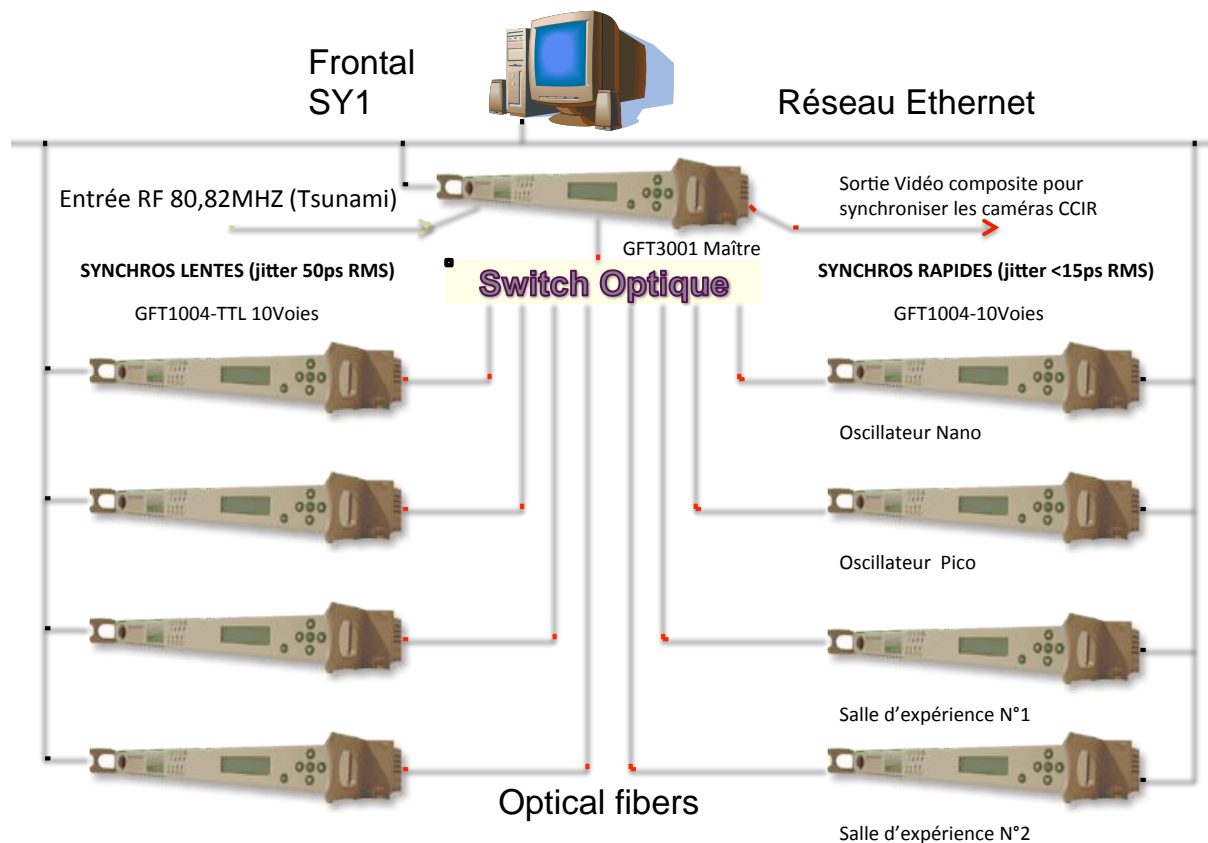 Frontal
SY1
Réseau Ethernet
Entrée RF 80,82MHZ (Tsunami)
Sortie Vidéo composite pour
synchroniser les caméras CCIR
GFT3001 Maître
SYNCHROS LENTES (jitter 50ps RMS)
Switch Optique
SYNCHROS RAPIDES (jitter <15ps RMS)
GFT1004-TTL 10Voies
GFT1004-10Voies
Oscillateur Nano
Oscillateur Pico
Salle d’expérience N°1
Optical fibers
Salle d’expérience N°2